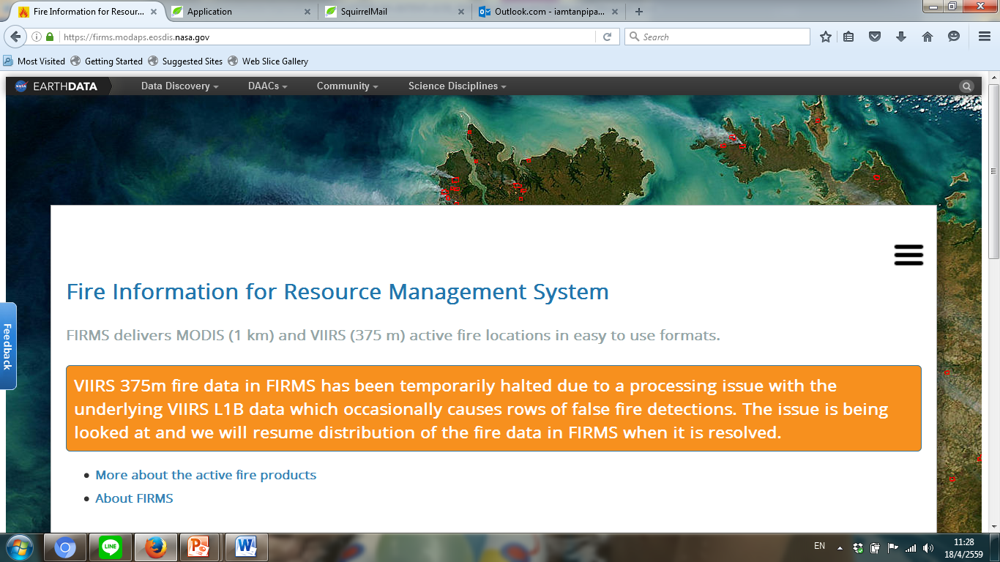 Fire Information for Resour...
Application
SquirrelMail
Outlook.com - iamtanpipa...
https://firms.modaps.eosdis.nasa.gov
Search
Most Visited Getting Started Suggested Sites Web Slice Gallery
NASA EARTHDATA Data Discovery DAACs Community Science Disciplines
Fire Information for Resource Management System
FIRMS delivers MODIS (1 km) and VIIRS (375 m) active fire locations in easy to use formats.
Feedback
VIIRS 375m fire data in FIRMS has been temporarily halted due to a processing issue with the
underlying VIIRS L1B data which occasionally causes rows of false fire detections. The issue is being
looked at and we will resume distribution of the fire data in FIRMS when it is resolved.
More about the active fire products
About FIRMS
LINE
EN
11:28
18/4/2559